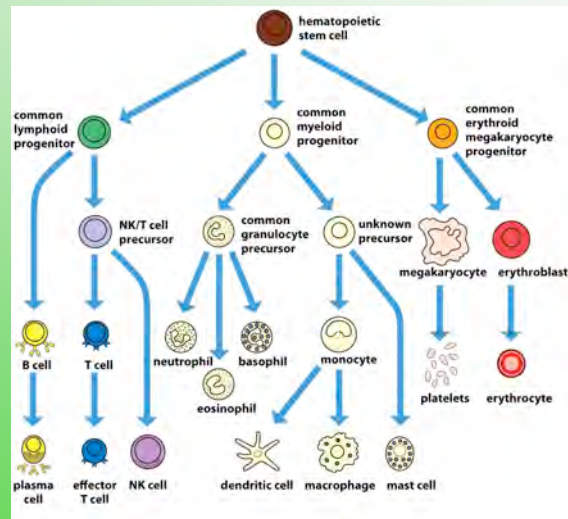 hematopoietic
stem cell
common
lymphoid
progenitor
common
myeloid
progenitor
common
erythroid
megakaryocyte
progenitor
NK/T cell
precursor
common
granulocyte
precursor
unknown
precursor
megakaryocyte
erythroblast
B cell
T cell
neutrophil
basophil
eosinophil
monocyte
platelets
erythrocyte
plasma
cell
effector
T cell
NK cell
dendritic cell
macrophage
mast cell